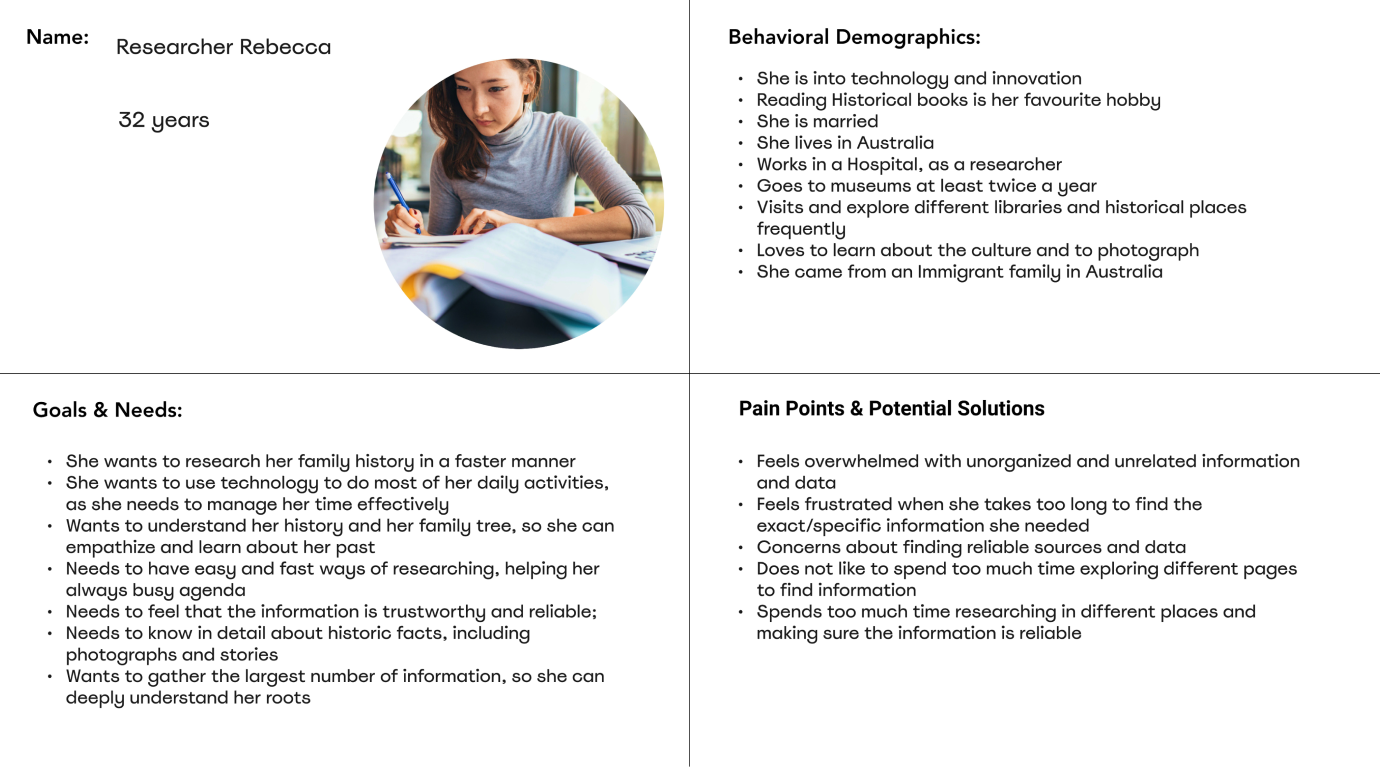 Name:
Researcher Rebecca
32 years
Behavioral Demographics:
• She is into technology and innovation
• Reading Historical books is her favourite hobby
• She is married
• She lives in Australia
• Works in a Hospital, as a researcher
• Goes to museums at least twice a year
• Visits and explore different libraries and historical places
frequently
• Loves to learn about the culture and to photograph
• She came from an Immigrant family in Australia
Goals & Needs:
• She wants to research her family history in a faster manner
• She wants to use technology to do most of her daily activities,
as she needs to manage her time effectively
• Wants to understand her history and her family tree, so she can
empathize and learn about her past
• Needs to have easy and fast ways of researching, helping her
always busy agenda
• Needs to feel that the information is trustworthy and reliable;
• Needs to know in detail about historic facts, including
photographs and stories
• Wants to gather the largest number of information, so she can
deeply understand her roots
Pain Points & Potential Solutions
• Feels overwhelmed with unorganized and unrelated information
and data
• Feels frustrated when she takes too long to find the
exact/specific information she needed
• Concerns about finding reliable sources and data
• Does not like to spend too much time exploring different pages
to find information
• Spends too much time researching in different places and
making sure the information is reliable